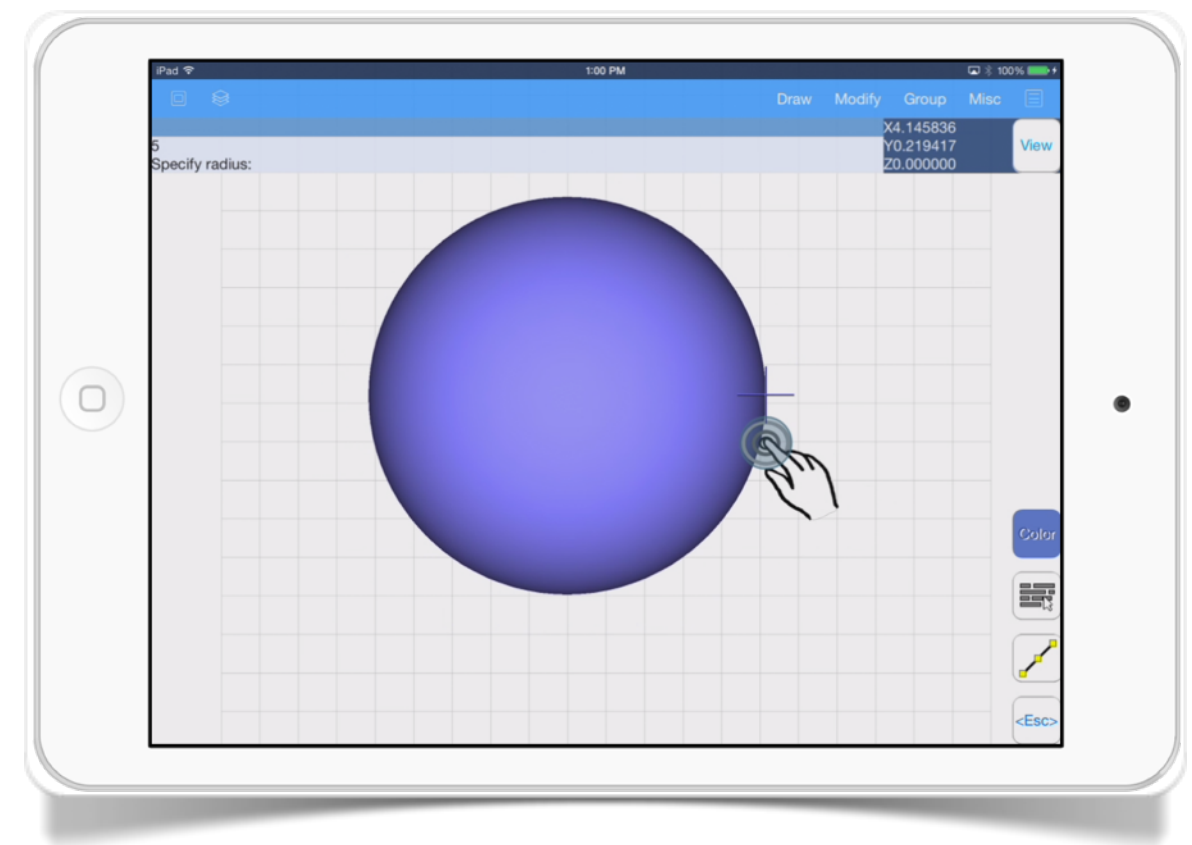 iPad 1:00 PM 100%
Draw Modify Group Misc
X4.145836
5 Y0.219417 View
Specify radius: Z0.000000
Color
<Esc>